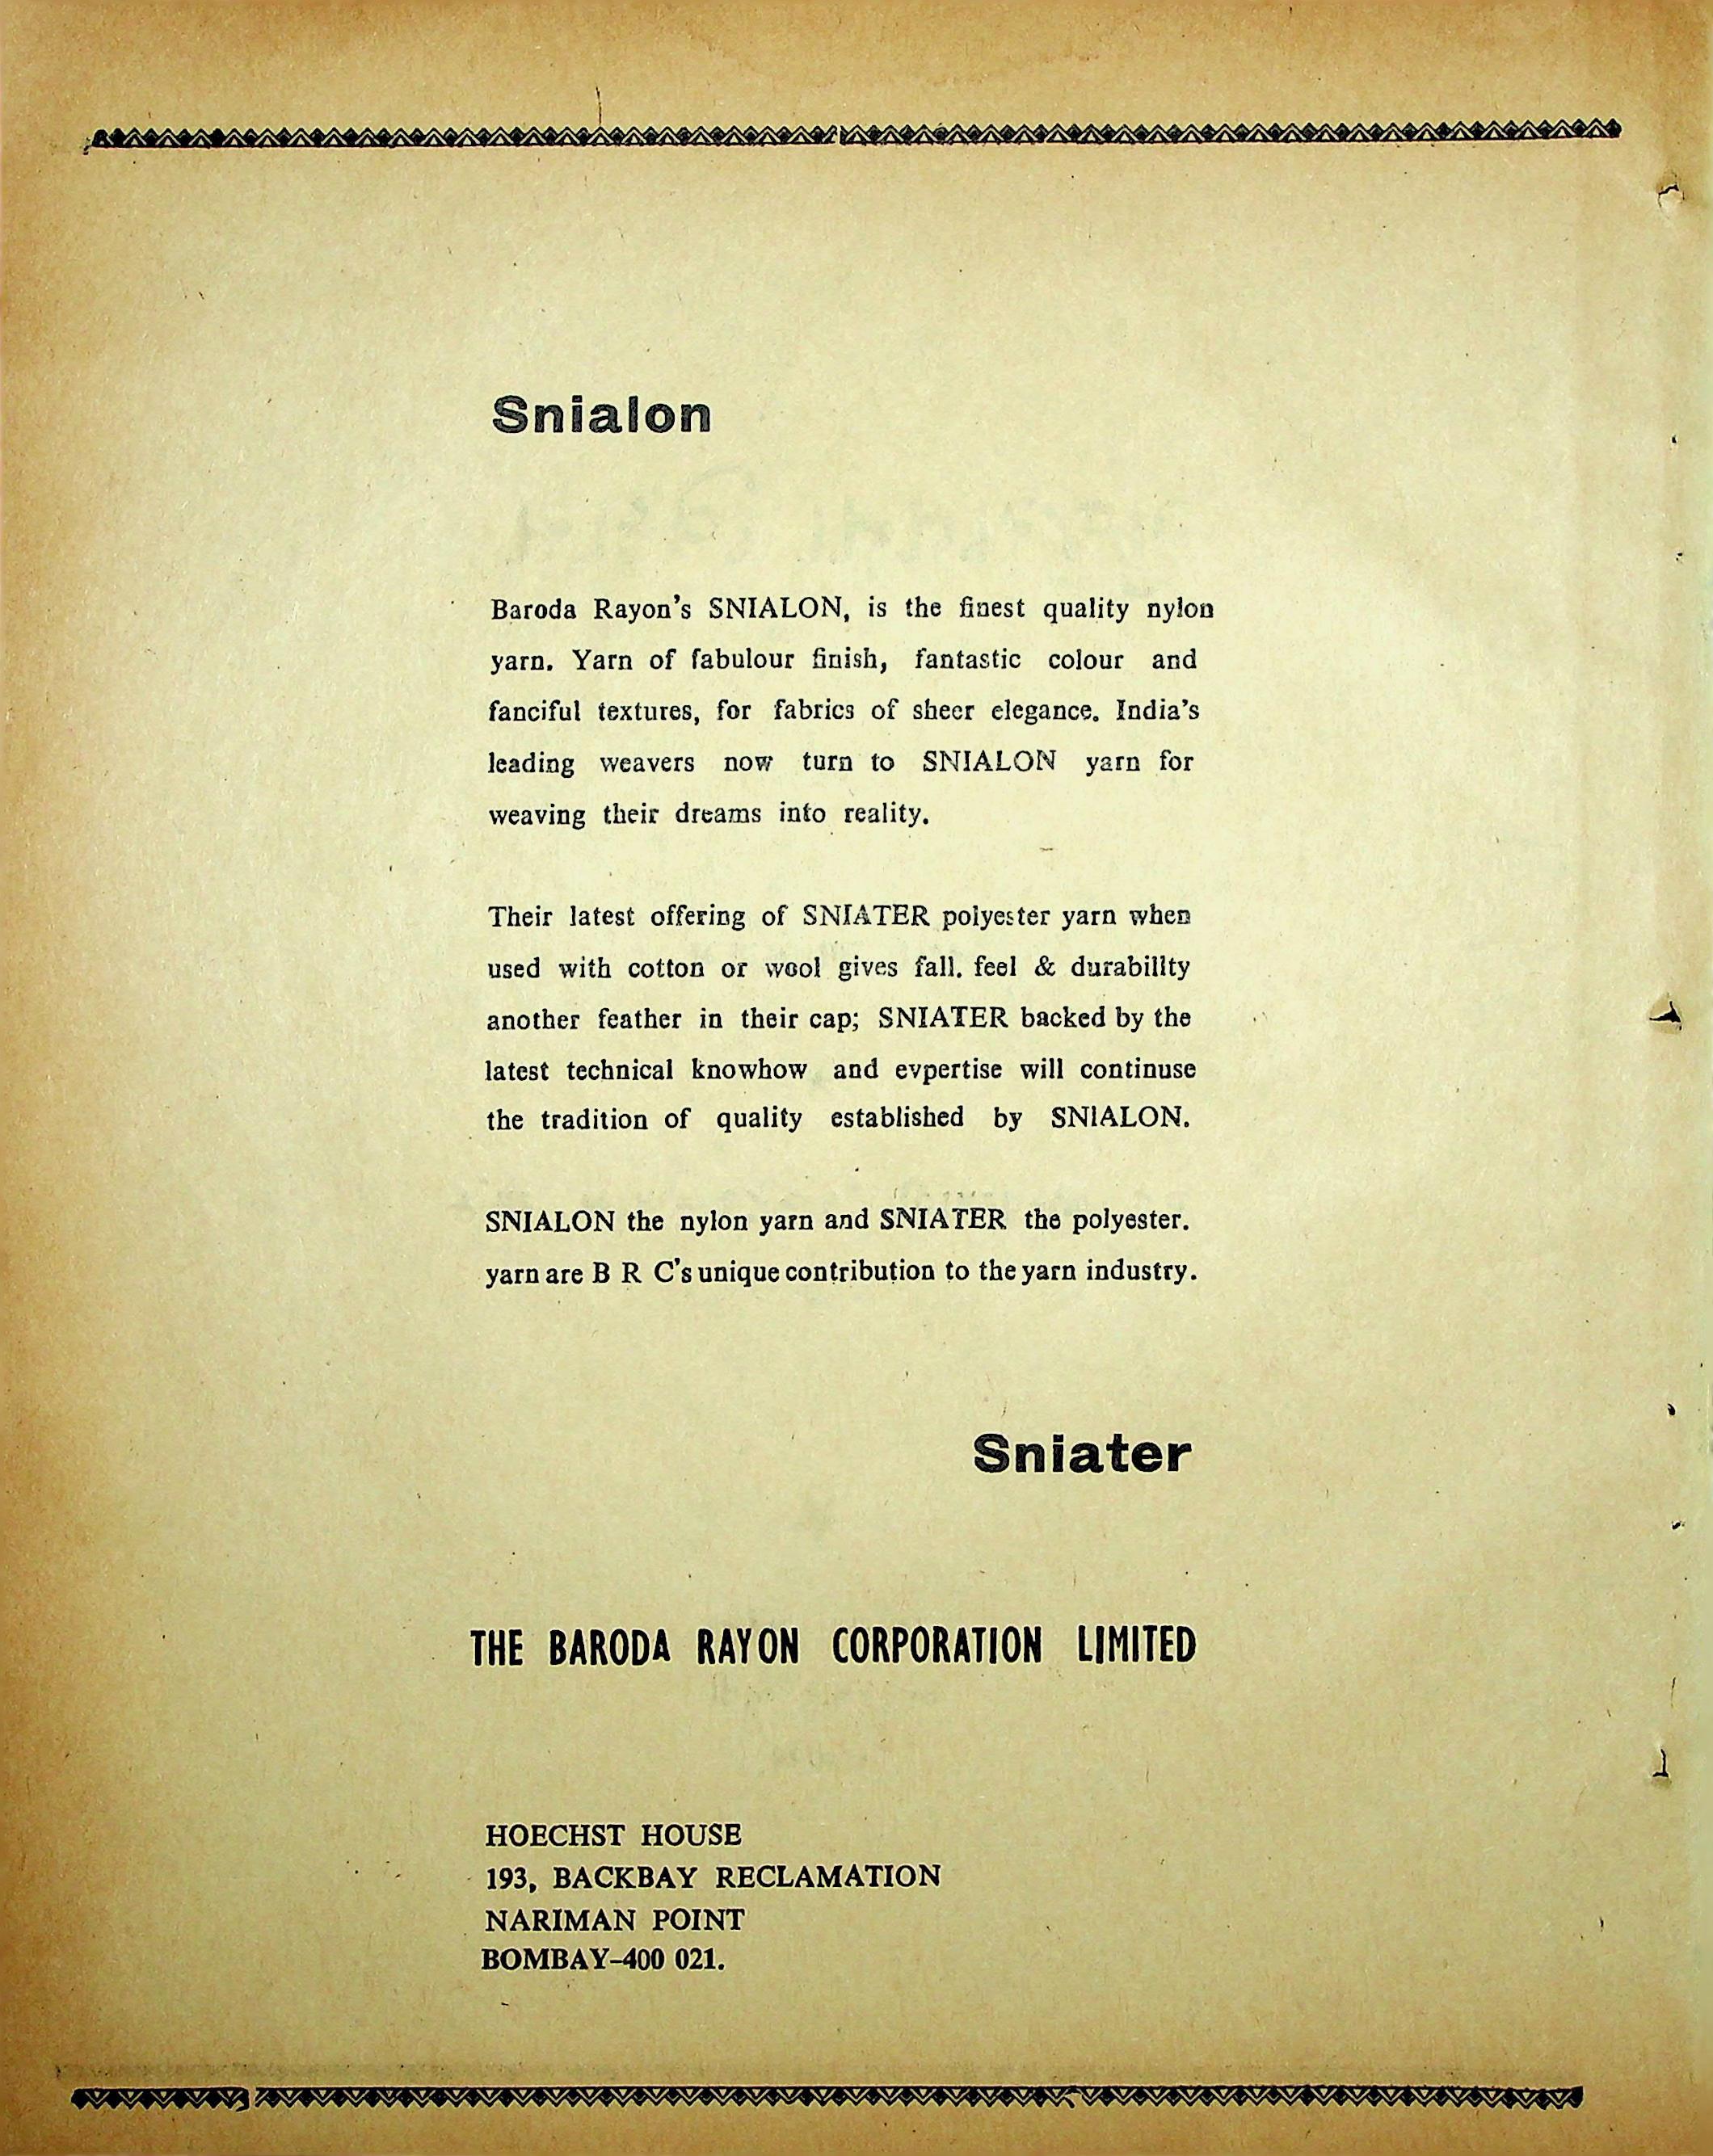 Snialon
Baroda Rayon's SNIALON, is the finest quality nylon
yarn. Yarn of fabulour finish, fantastic colour and
fanciful textures, for fabrics of sheer elegance. India's
leading weavers now turn to SNIALON yarn for
weaving their dreams into reality.
Their latest offering of SNIATER polyester yarn when
used with cotton or wool gives fall. feel & durabillty
another feather in their cap; SNIATER backed by the
latest technical knowhow and evpertise will continuse
the tradition of quality established by SNIALON.
SNIALON the nylon yarn and SNIATER the polyester.
yarn are B R C's unique contribution to the yarn industry.
Sniater
THE BARODA RAYON CORPORATION LIMITED
HOECHST HOUSE
193, BACKBAY RECLAMATION
NARIMAN POINT
BOMBAY-400 021.